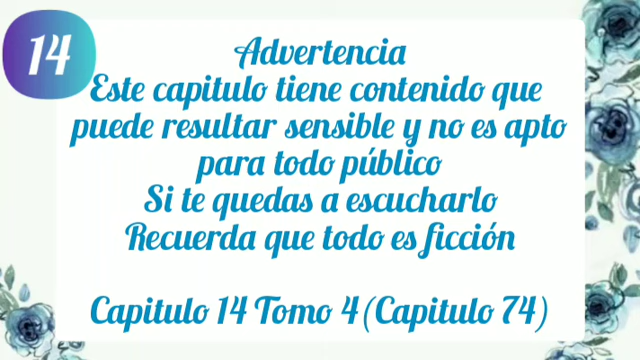 14
Advertencia
Este capitulo tiene contenido que
puede resultar sensible y no es apto
para todo público
Si te quedas a escucharlo
Recuerda que todo es ficción
Capitulo 14 Tomo 4(Capitulo 74)